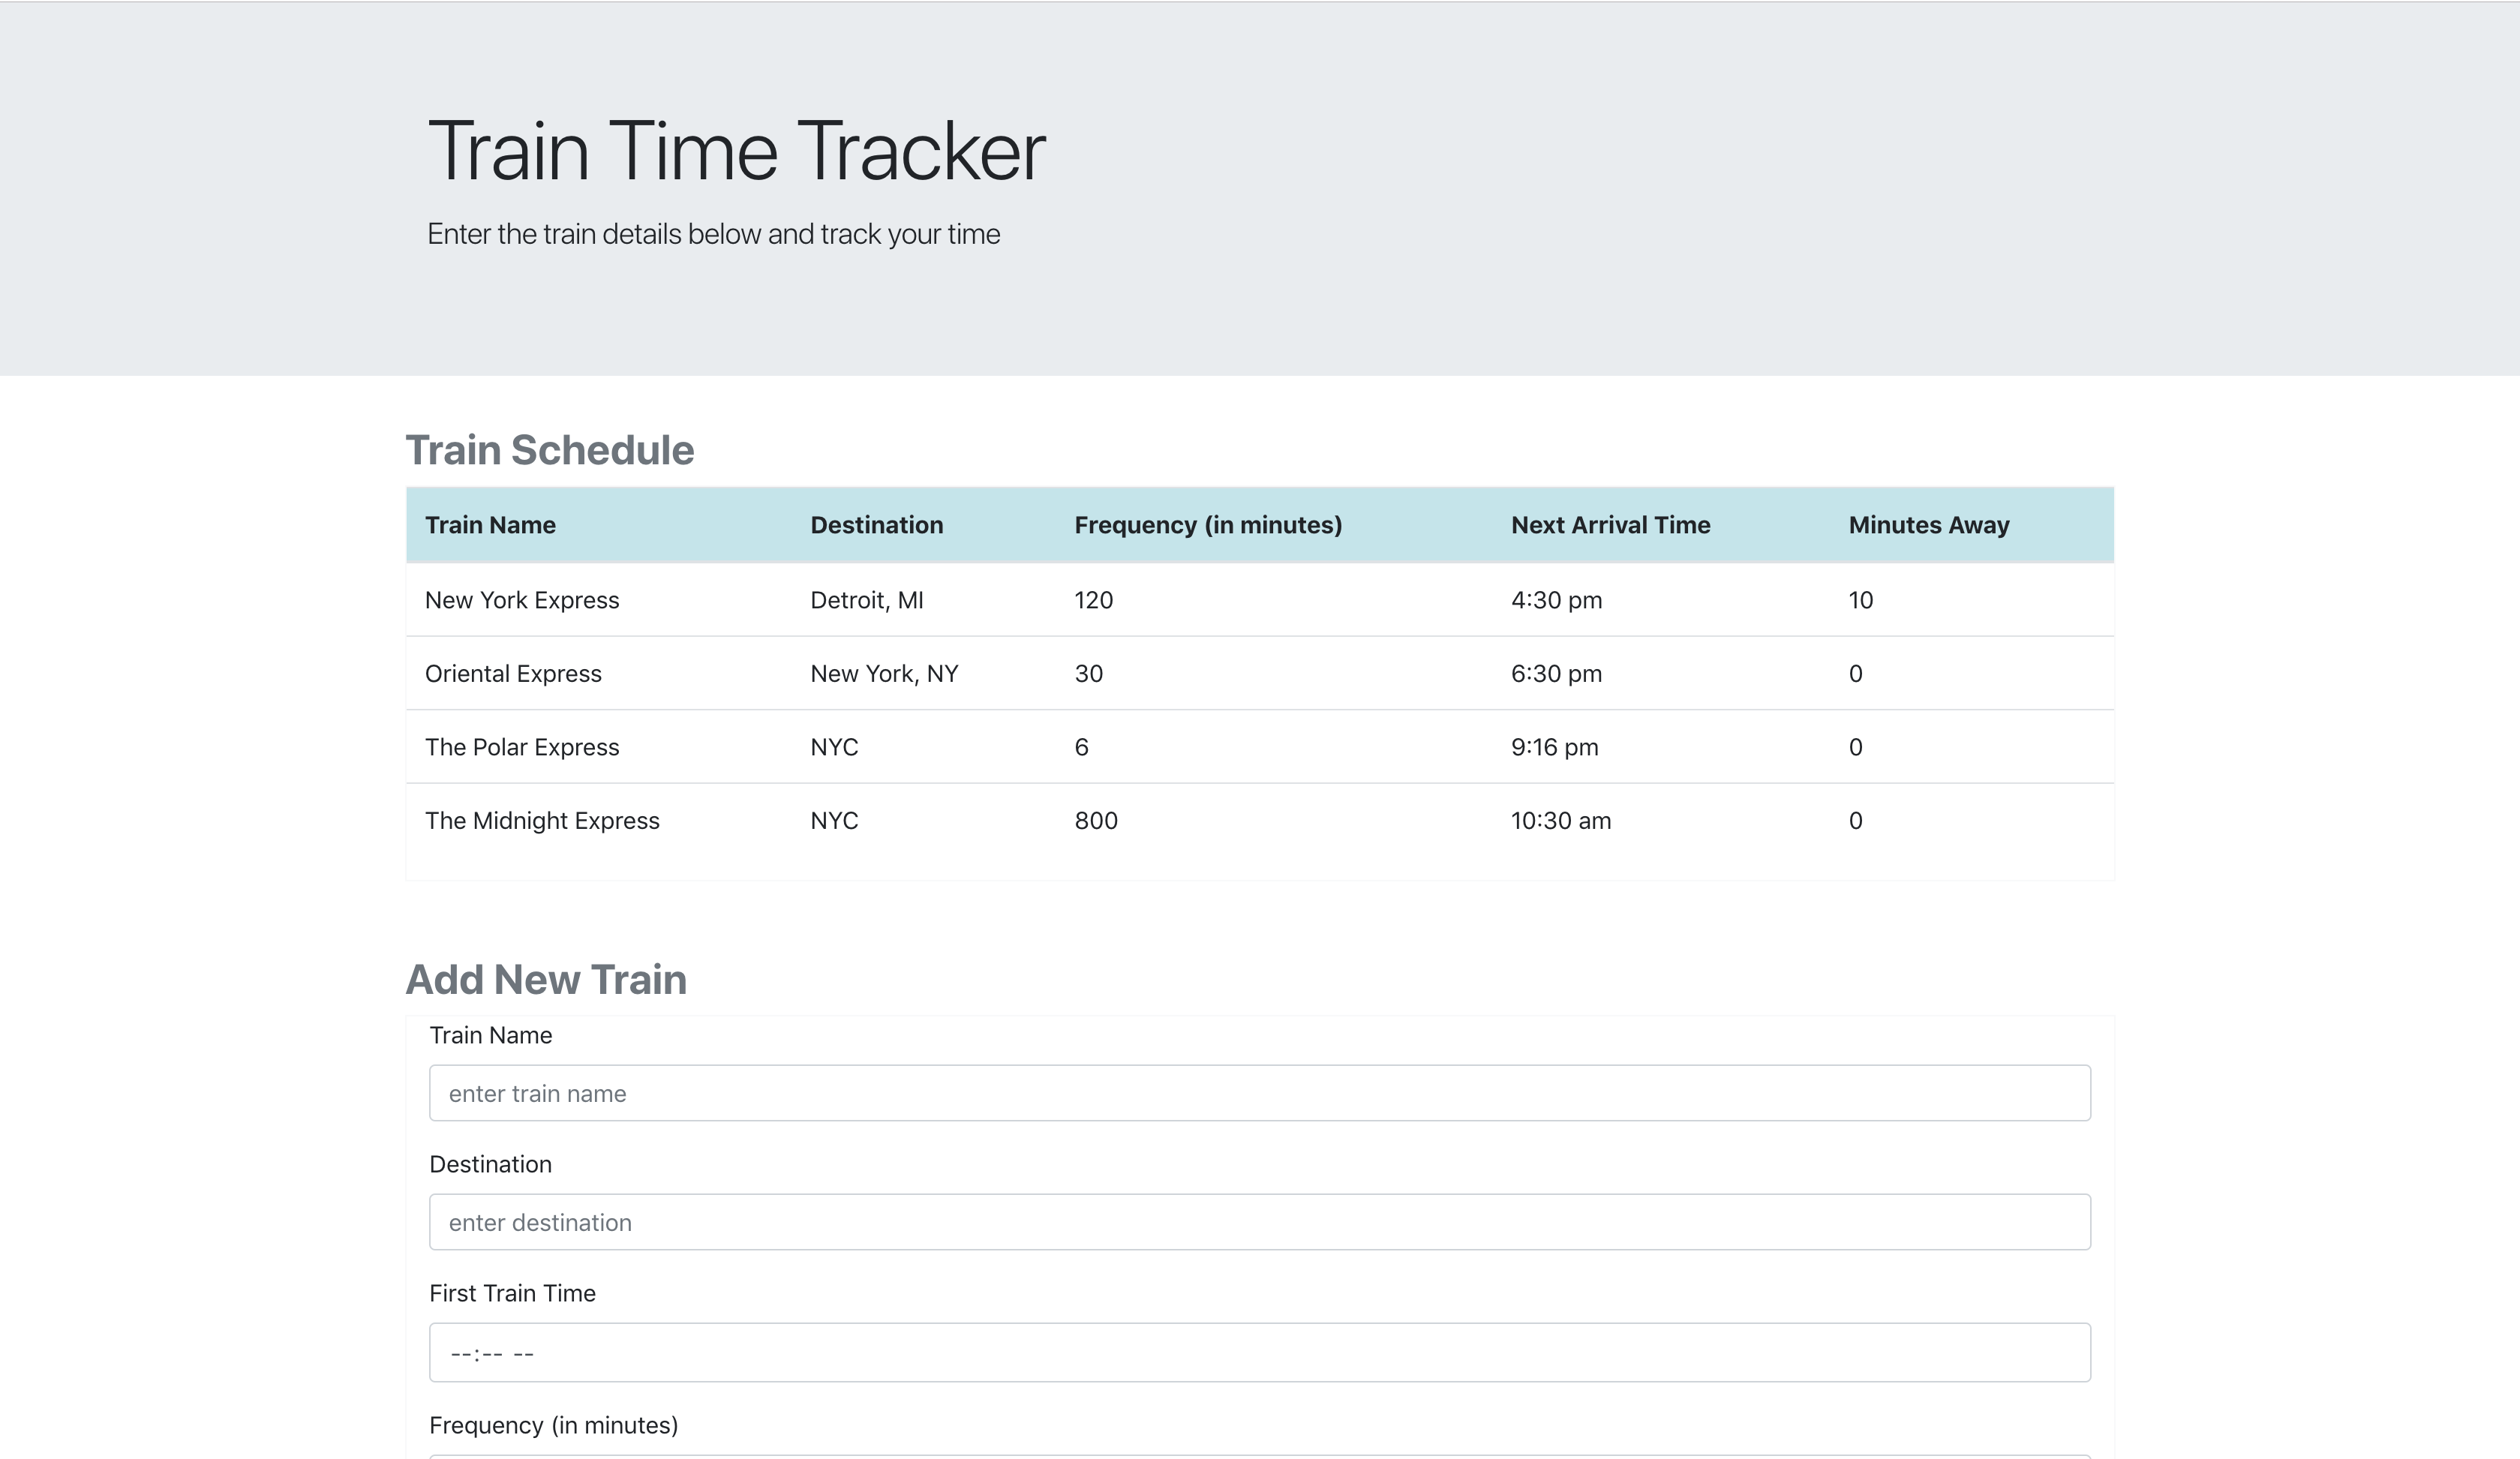 Train Time Tracker
Enter the train details below and track your time
Train Schedule
Train Name Destination Frequency (in minutes) Next Arrival Time Minutes Away
New York Express Detroit, MI 120 4:30 pm 10
Oriental Express New York, NY 30 6:30 pm 0
The Polar Express NYC 6 9:16 pm 0
The Midnight Express NYC 800 10:30 am 0
Add New Train
Train Name
enter train name
Destination
enter destination
First Train Time
--:-- --
Frequency (in minutes)